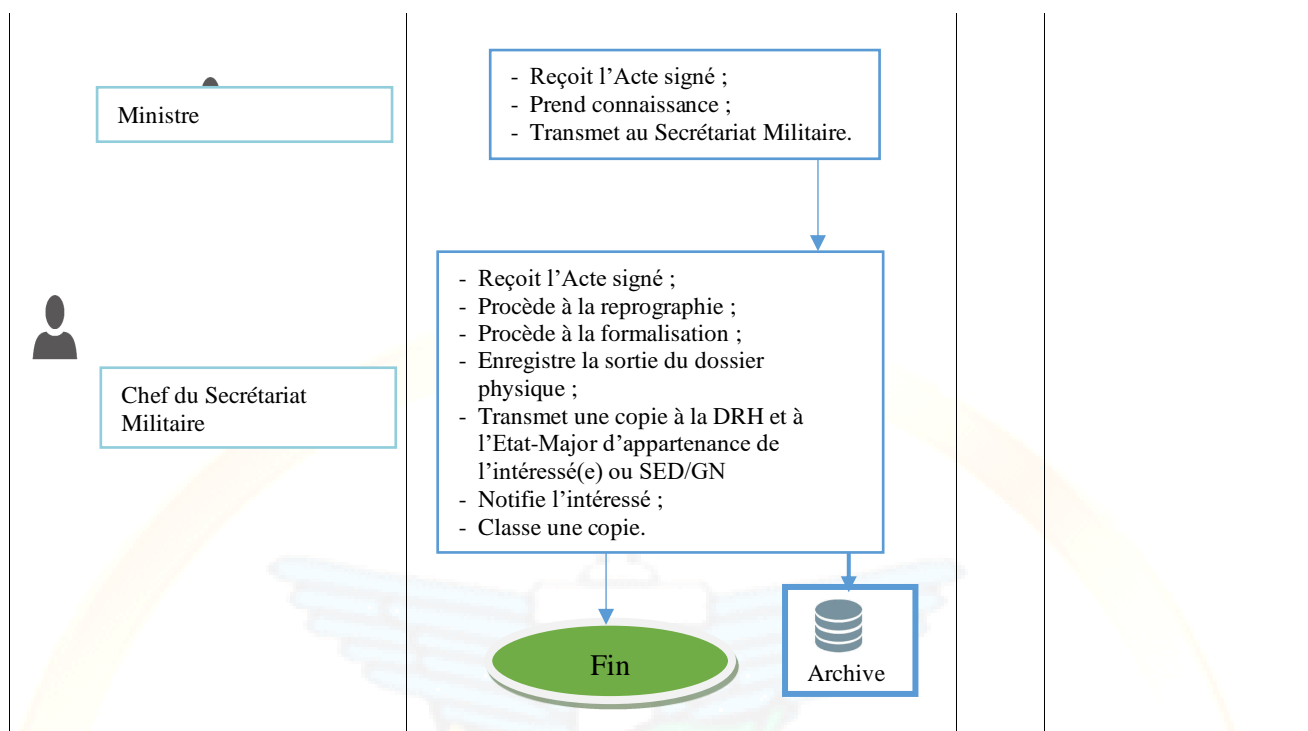 Ministre
- Reçoit l’Acte signé ;
- Prend connaissance ;
- Transmet au Secrétariat Militaire.
Chef du Secrétariat
Militaire
- Reçoit l’Acte signé ;
- Procède à la reprographie ;
- Procède à la formalisation ;
- Enregistre la sortie du dossier
physique ;
- Transmet une copie à la DRH et à
l’Etat-Major d’appartenance de
l’intéressé(e) ou SED/GN
- Notifie l’intéressé ;
- Classe une copie.
Fin
Archive